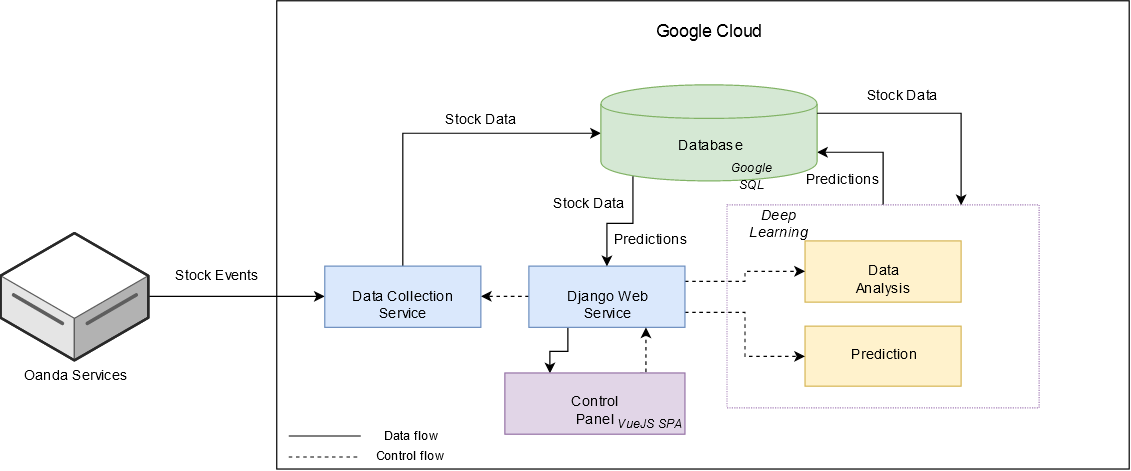 Google Cloud
Stock Data
Stock Data
Database
Google
SQL
Predictions
Stock Data
Predictions
Deep
Learning
Stock Events
Data Collection
Service
Django Web
Service
Data
Analysis
Prediction
Oanda Services
Control
Panel
VueJS SPA
Data flow
Control flow